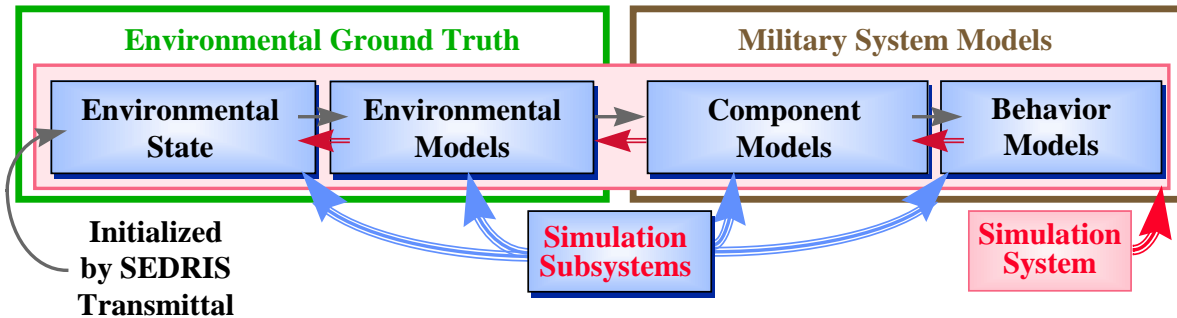 Environmental Ground Truth
Military System Models
Environmental
State
Environmental
Models
Component
Models
Behavior
Models
Initialized
by SEDRIS
Transmittal
Simulation
Subsystems
Simulation
System